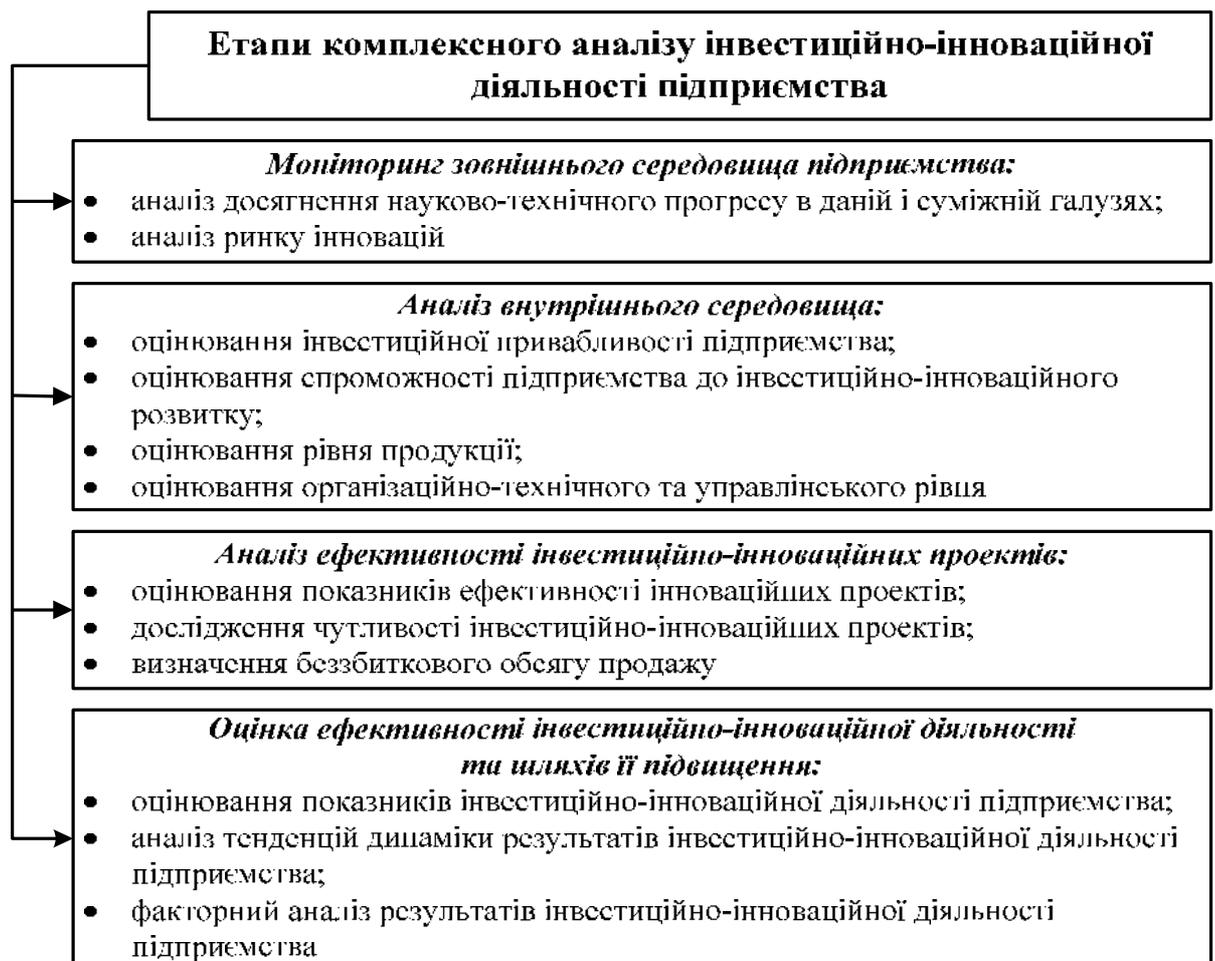 Етапи комплексного аналізу інвестиційно-інноваційної
діяльності підприємства
Моніторинг зовнішнього середовища підприємства:
• аналіз досягнення науково-технічного прогресу в даній і суміжній галузях;
• аналіз ринку інновацій
Аналіз внутрішнього середовища:
• оцінювання інвестиційної привабливості підприємства;
• оцінювання спроможності підприємства до інвестиційно-інноваційного
розвитку;
• оцінювання рівня продукції;
• оцінювання організаційно-технічного та управлінського рівня
Аналіз ефективності інвестиційно-інноваційних проектів:
• оцінювання показників ефективності інноваційних проектів;
• дослідження чутливості інвестиційно-інноваційних проектів;
• визначення беззбиткового обсягу продажу
Оцінка ефективності інвестиційно-інноваційної діяльності
та шляхів її підвищення:
• оцінювання показників інвестиційно-інноваційної діяльності підприємства;
• аналіз тенденцій динаміки результатів інвестиційно-інноваційної діяльності
підприємства;
• факторний аналіз результатів інвестиційно-інноваційної діяльності
підприємства